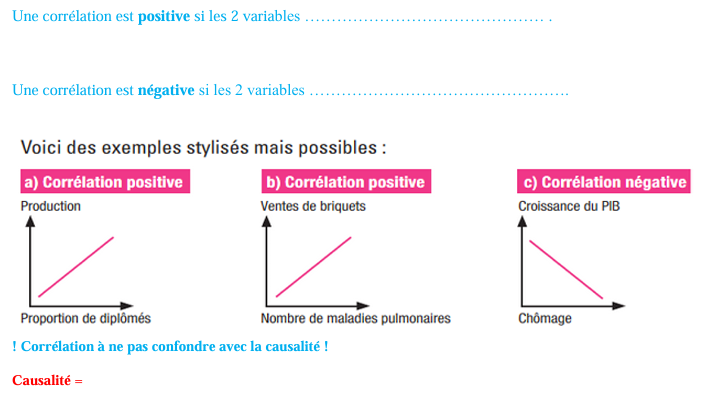 Une corrélation est positive si les 2 variables ……………………………………… .
Une corrélation est négative si les 2 variables ………………………………………….
Voici des exemples stylisés mais possibles :
a) Corrélation positive
b) Corrélation positive
c) Corrélation négative
Production
Ventes de briquets
Croissance du PIB
Proportion de diplômés
Nombre de maladies pulmonaires
Chômage
! Corrélation à ne pas confondre avec la causalité !
Causalité =